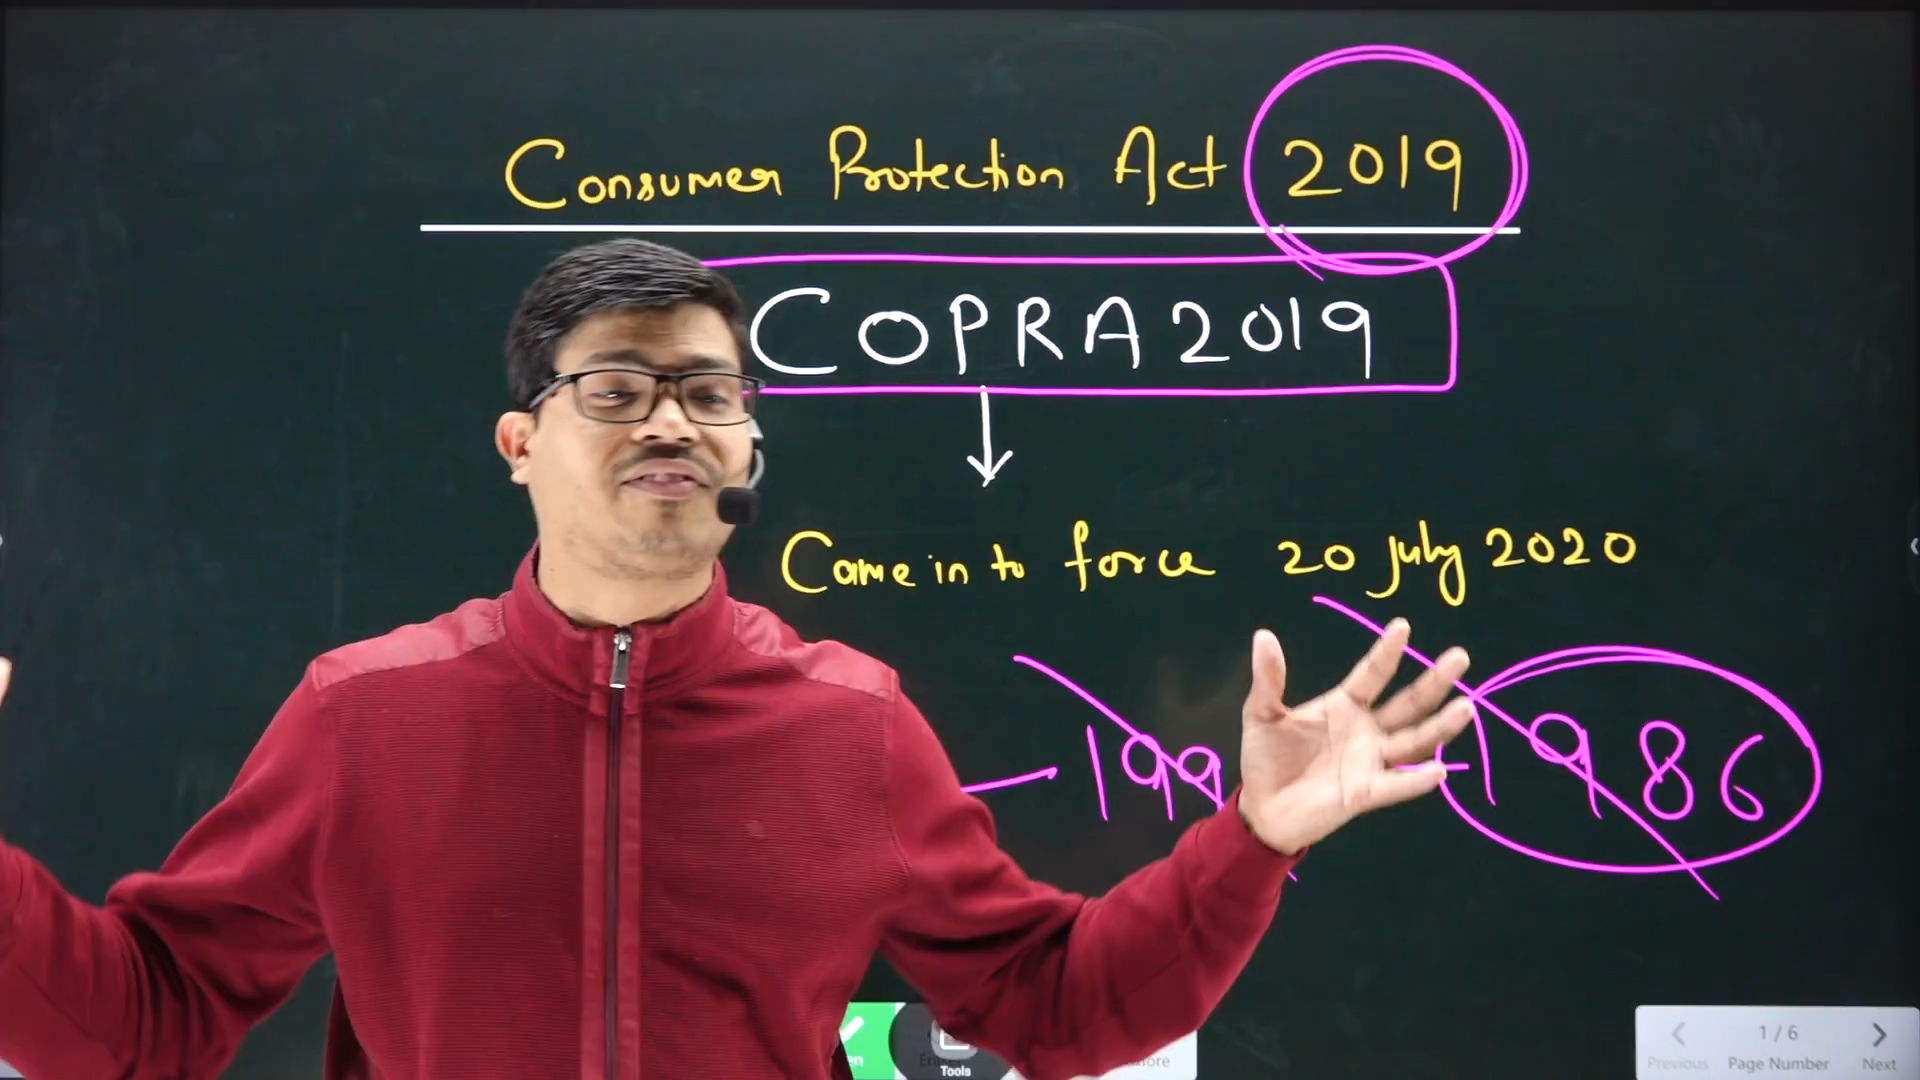 Consumer Protection Act 2019
COPRA 2019
Came in to force 20 July 2020
1986
1 / 6
Previous Page Number Next
Tools